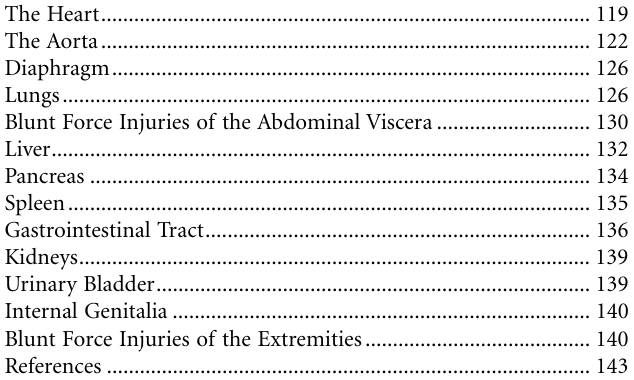 The Heart.......................................................................................... 119
The Aorta.......................................................................................... 122
Diaphragm........................................................................................ 126
Lungs................................................................................................. 126
Blunt Force Injuries of the Abdominal Viscera ............................ 130
Liver................................................................................................... 132
Pancreas ............................................................................................ 134
Spleen................................................................................................ 135
Gastrointestinal Tract...................................................................... 136
Kidneys.............................................................................................. 139
Urinary Bladder................................................................................ 139
Internal Genitalia ............................................................................. 140
Blunt Force Injuries of the Extremities......................................... 140
References ......................................................................................... 143